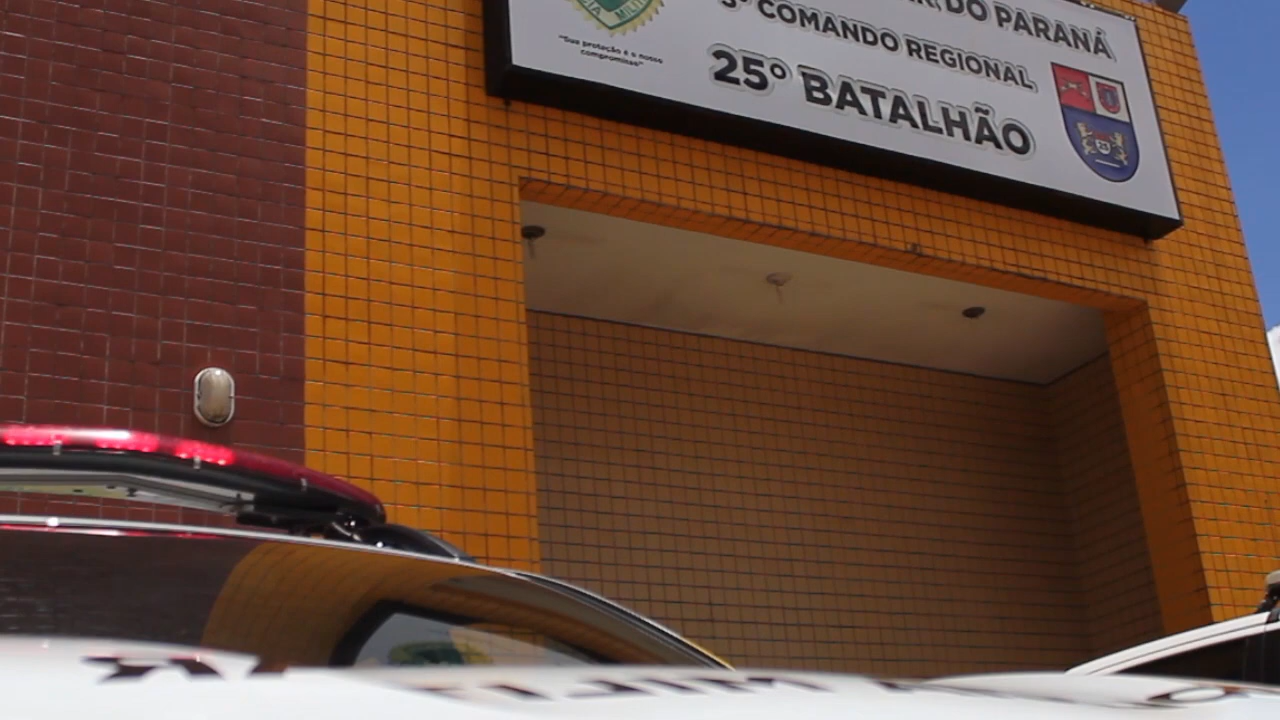 DO PARANÁ
COMANDO REGIONAL
25º BATALHÃO
"Sua proteção é o nosso
compromisso"